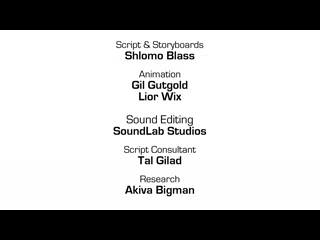 Script & Storyboards
Shlomo Blass
Animation
Gil Gutgold
Lior Wix
Sound Editing
SoundLab Studios
Script Consultant
Tal Gilad
Research
Akiva Bigman